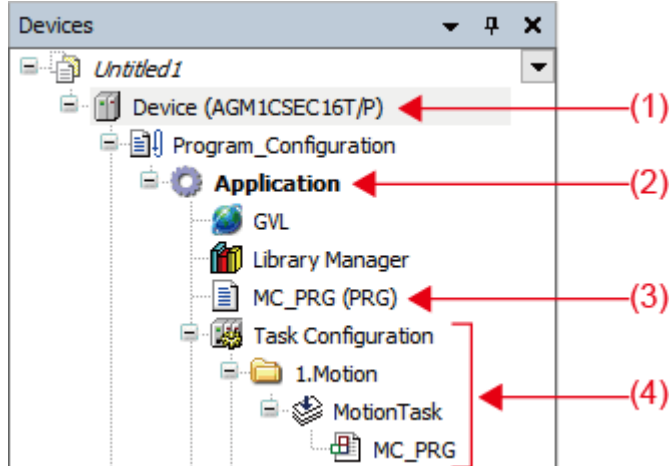 Devices
Untitled1
Device (AGM1CSEC16T/P) (1)
Program_Configuration
Application (2)
GVL
Library Manager
MC_PRG (PRG) (3)
Task Configuration
1.Motion
MotionTask (4)
MC_PRG